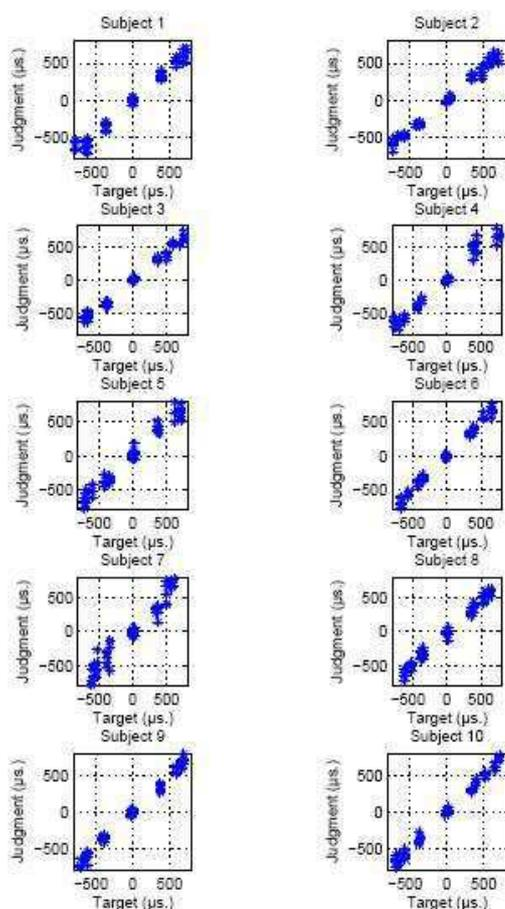 Subject 1
500
0
−500
Judgment (µs.)
−500 0 500
Target (µs.)
Subject 2
500
0
−500
Judgment (µs.)
−500 0 500
Target (µs.)
Subject 3
500
0
−500
Judgment (µs.)
−500 0 500
Target (µs.)
Subject 4
500
0
−500
Judgment (µs.)
−500 0 500
Target (µs.)
Subject 5
500
0
−500
Judgment (µs.)
−500 0 500
Target (µs.)
Subject 6
500
0
−500
Judgment (µs.)
−500 0 500
Target (µs.)
Subject 7
500
0
−500
Judgment (µs.)
−500 0 500
Target (µs.)
Subject 8
500
0
−500
Judgment (µs.)
−500 0 500
Target (µs.)
Subject 9
500
0
−500
Judgment (µs.)
−500 0 500
Target (µs.)
Subject 10
500
0
−500
Judgment (µs.)
−500 0 500
Target (µs.)